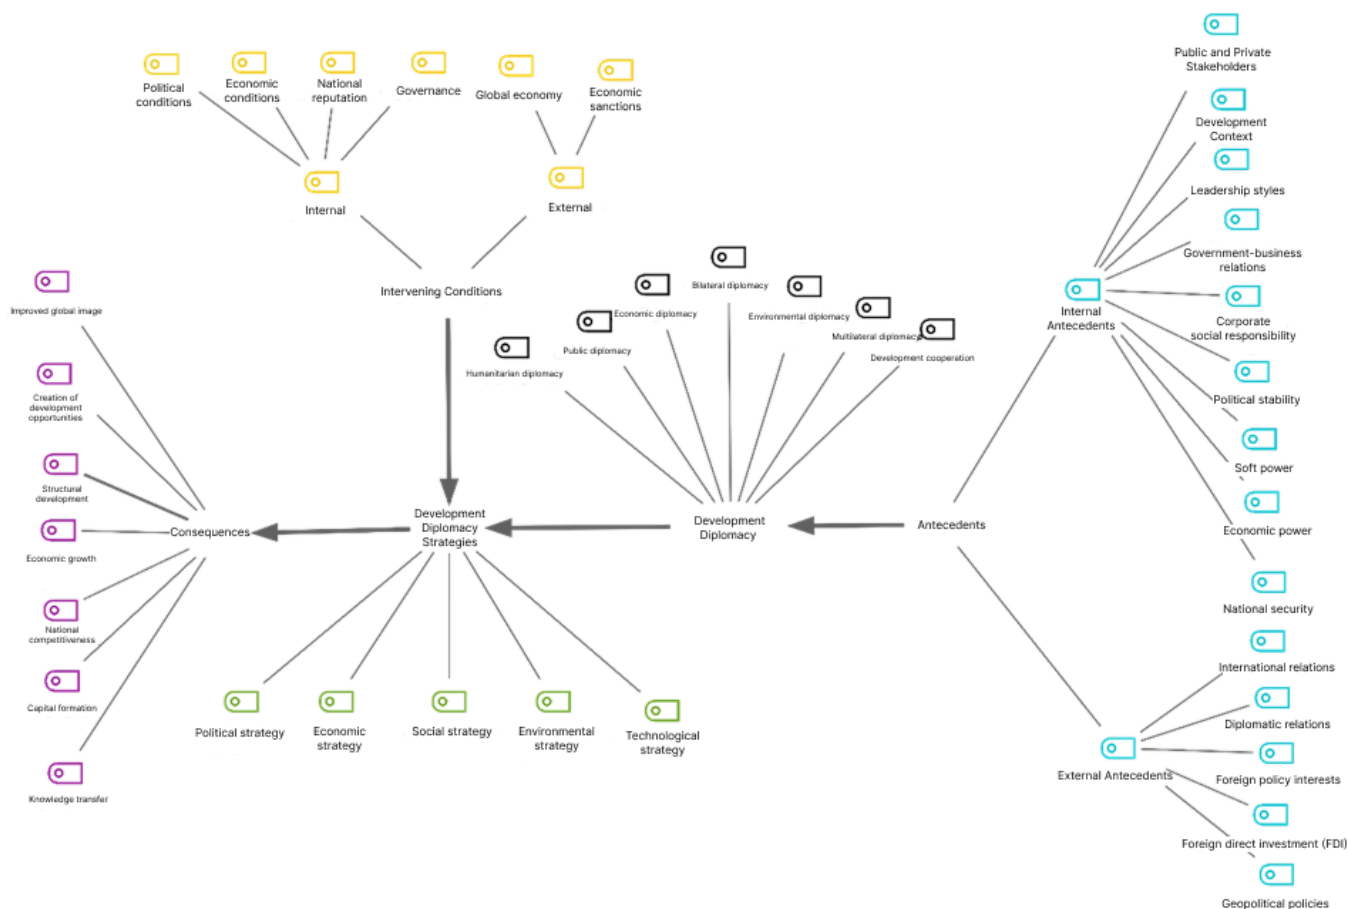 Public and Private
Stakeholders
Political
conditions
Economic
conditions
National
reputation
Governance
Global economy
Economic
sanctions
Development
Context
Leadership styles
Internal
External
Government-business
relations
Improved global image
Intervening Conditions
Bilateral diplomacy
Economic diplomacy
Environmental diplomacy
Internal
Antecedents
Corporate
social responsibility
Public diplomacy
Multilateral diplomacy
Humanitarian diplomacy
Development cooperation
Creation of
development
opportunities
Political stability
Structural
development
Soft power
Consequences
Development
Diplomacy
Strategies
Development
Diplomacy
Antecedents
Economic power
Economic growth
National
competitiveness
National security
Capital formation
International relations
Political strategy
Economic
strategy
Social strategy
Environmental
strategy
Technological
strategy
Diplomatic relations
Knowledge transfer
External Antecedents
Foreign policy interests
Foreign direct investment (FDI)
Geopolitical policies